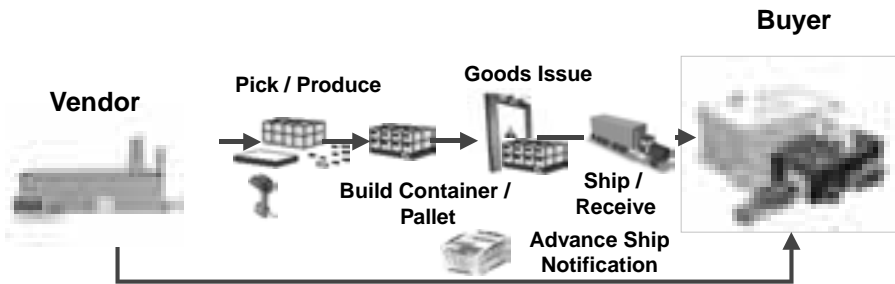 Buyer
Goods Issue
Pick / Produce
Vendor
Build Container /
Pallet
Ship /
Receive
Advance Ship
Notification